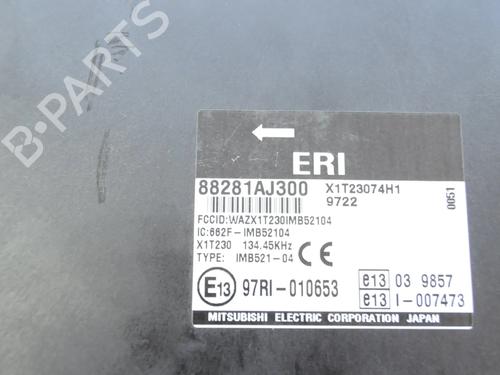 B-PARTS
ERI
88281AJ300 X1T23074H1
9722
0051
FCCID:WAZX1T230IMB52104
IC:662F-IMB52104
X1T230 134.45KHz
TYPE: IMB521-04 CE
E13 97RI-010653
e13 03 9857
e13 I-007473
MITSUBISHI ELECTRIC CORPORATION JAPAN